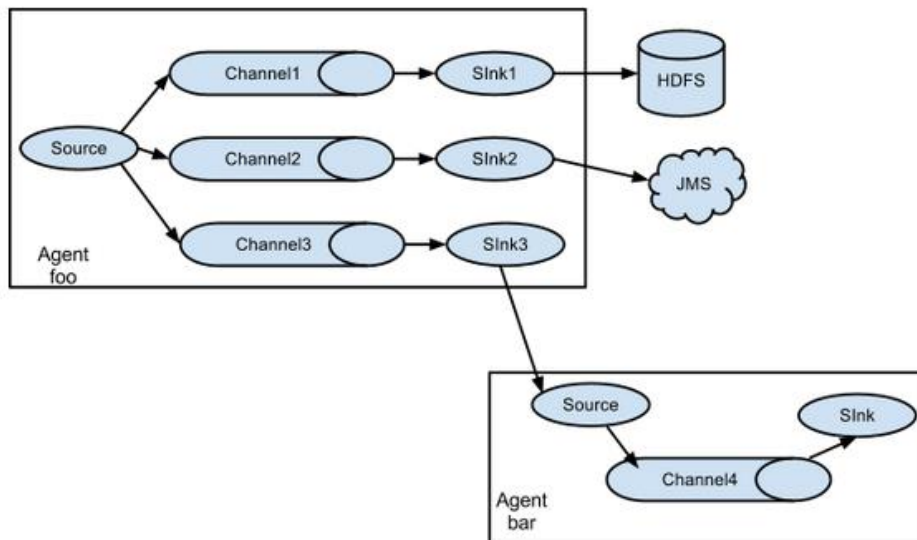 Channel1
SInk1
HDFS
Source
Channel2
SInk2
JMS
Channel3
SInk3
Agent
foo
Source
SInk
Channel4
Agent
bar